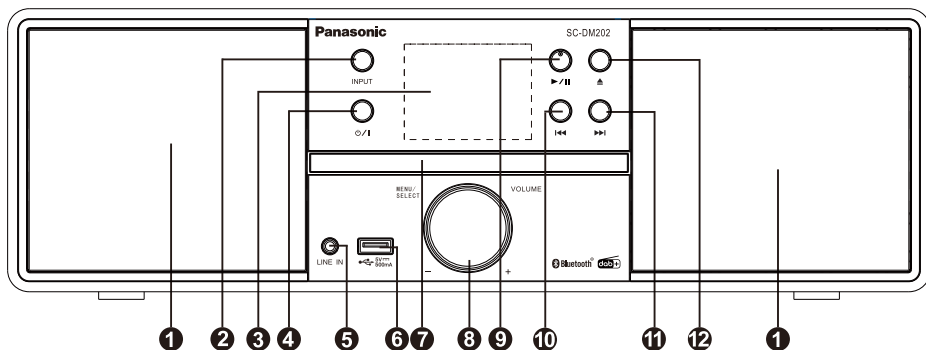 Panasonic
SC-DM202
INPUT
⏻/I
►/II
▲
I◄◄
►►I
MENU/
SELECT
VOLUME
LINE IN
5V
500mA
−
+
Bluetooth®
dab+
1
2
3
4
5
6
7
8
9
10
11
12
1